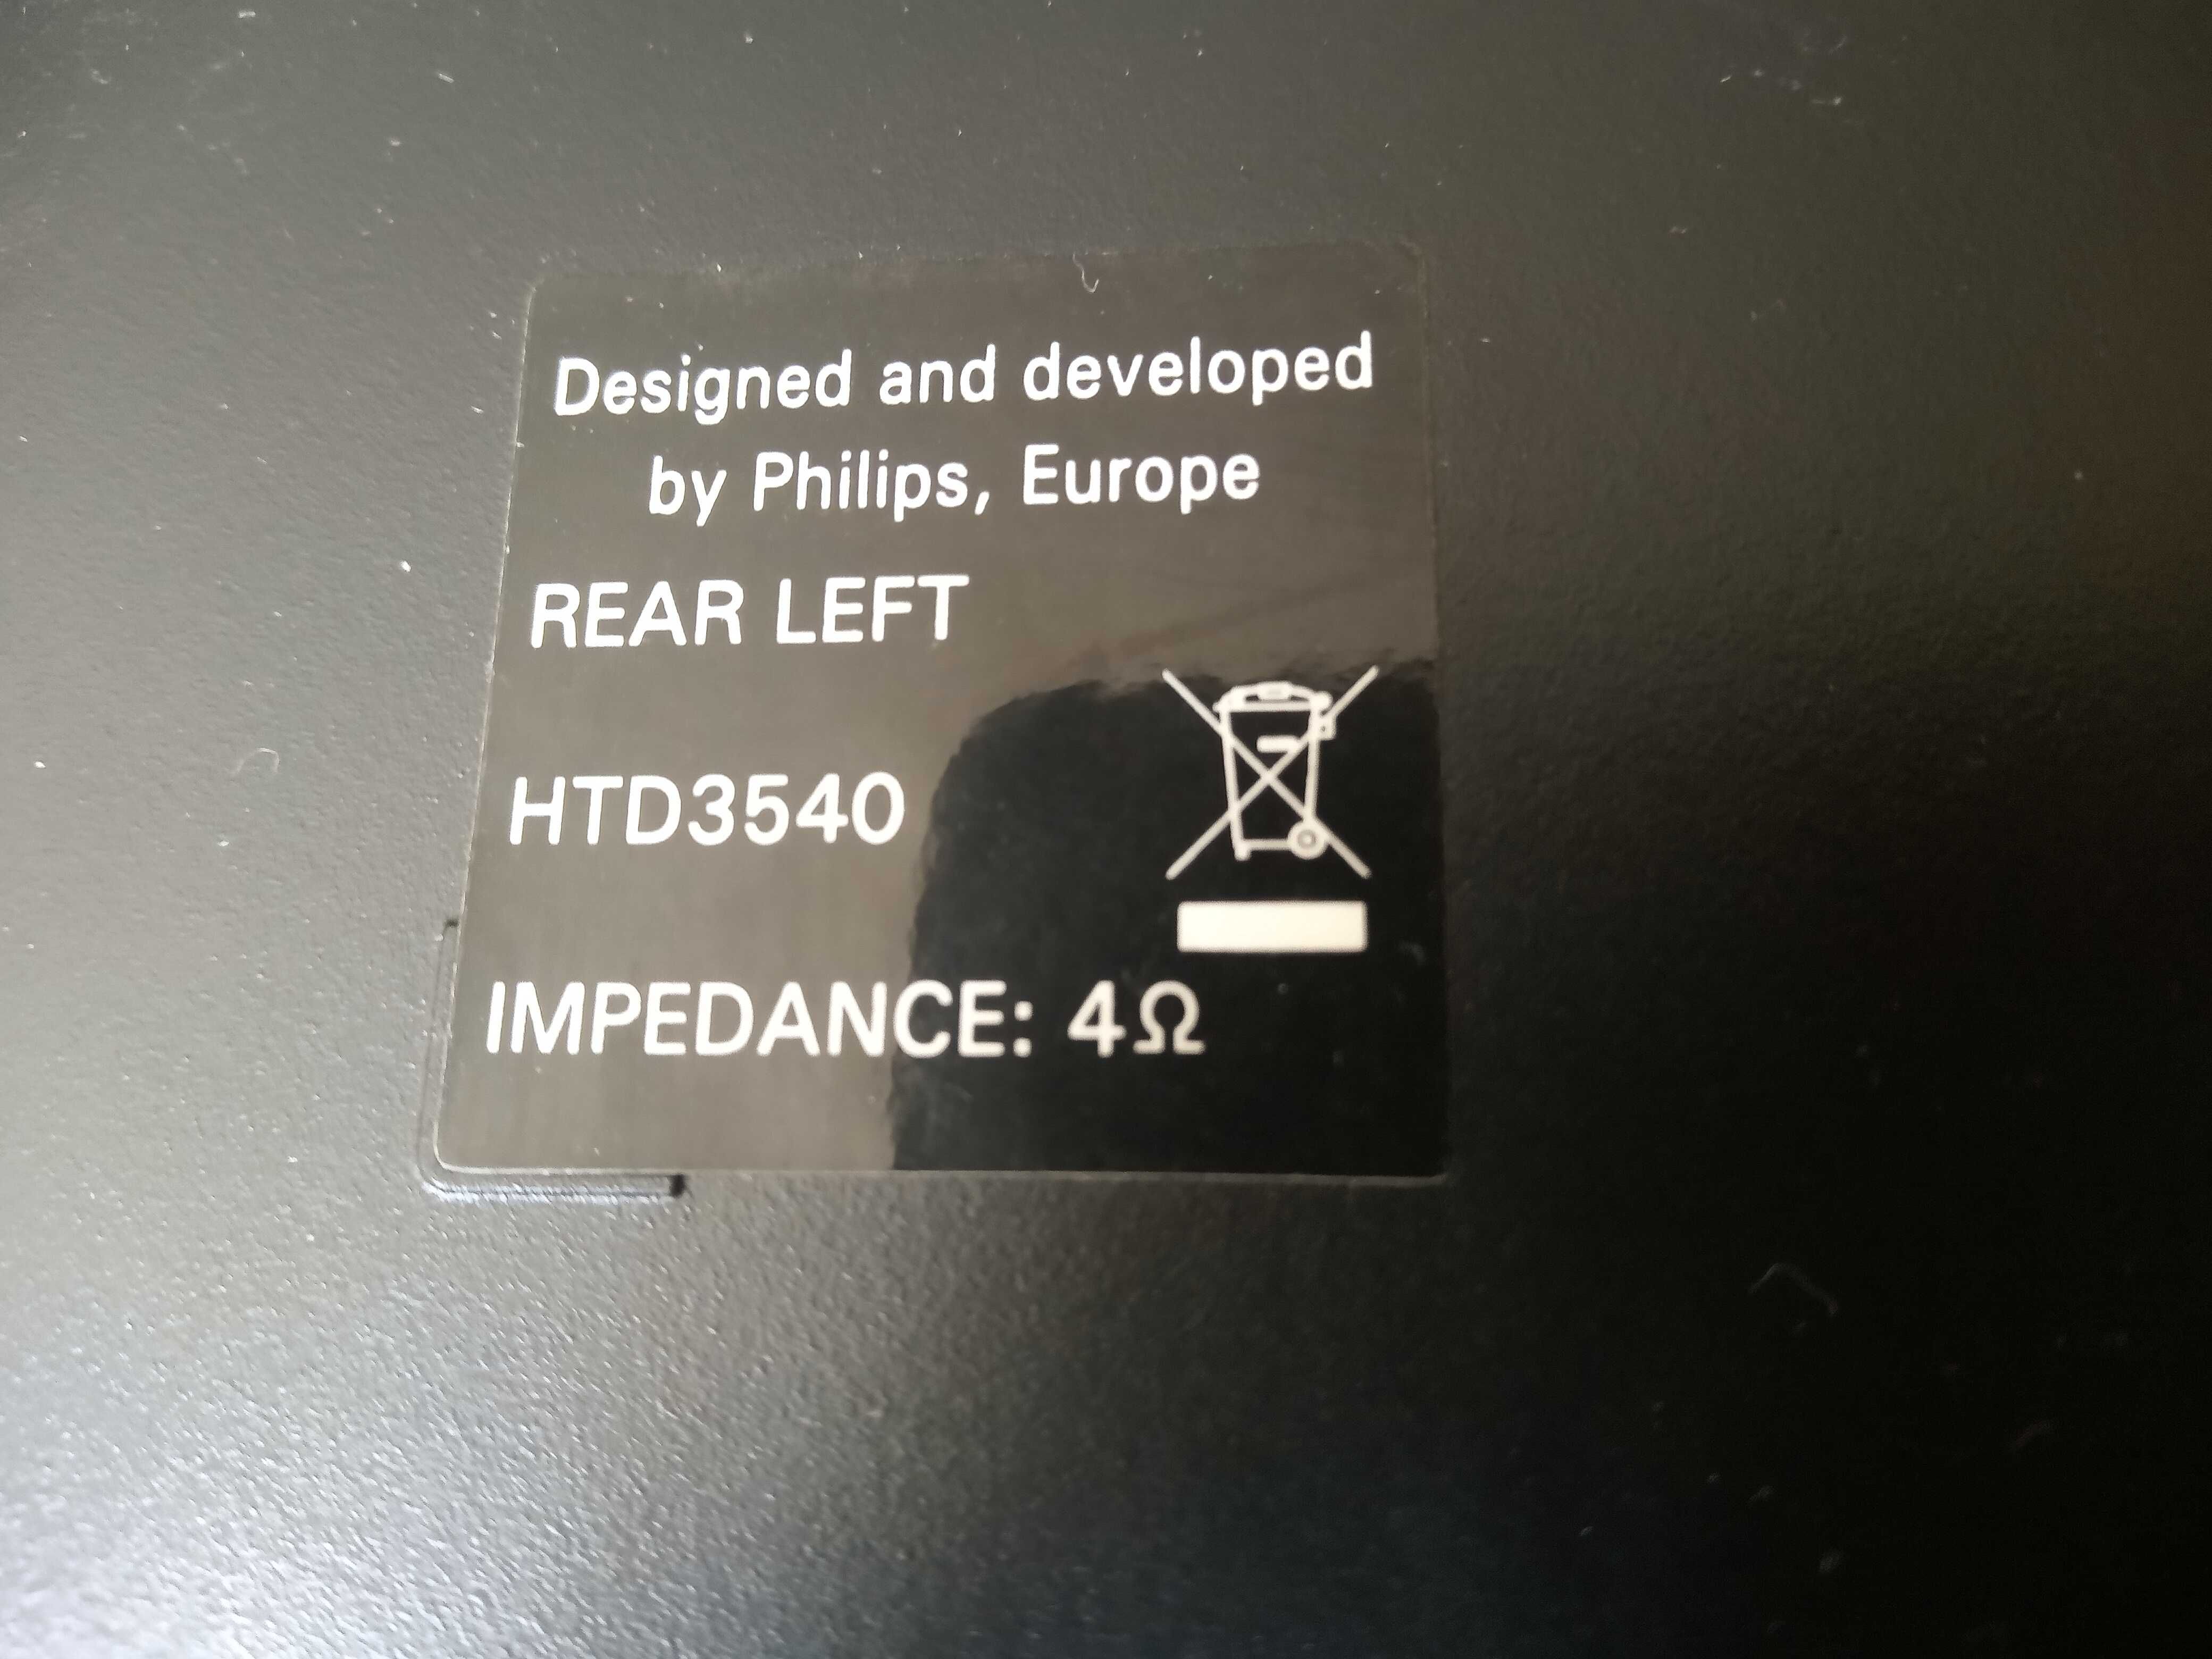 Designed and developed
by Philips, Europe
REAR LEFT
HTD3540
IMPEDANCE: 4Ω